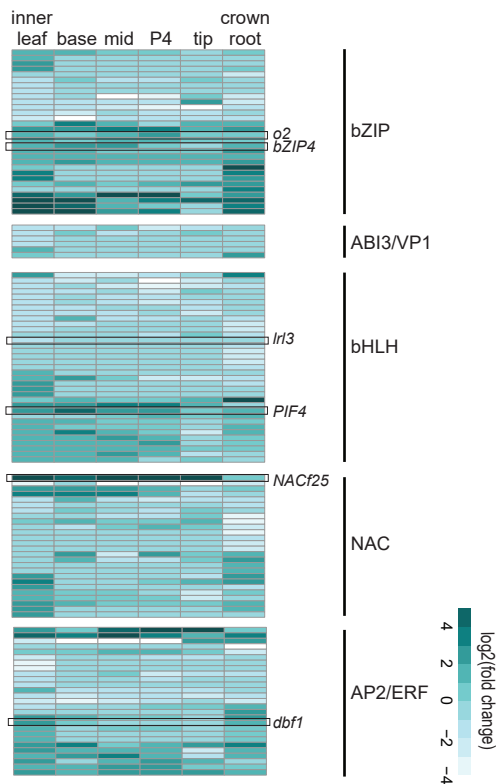 inner crown
leaf base mid P4 tip root
o2
bZIP4
bZIP
ABI3/VP1
lrl3
bHLH
PIF4
NACf25
NAC
AP2/ERF
dbf1
4
2
0
−2
−4
log2(fold change)